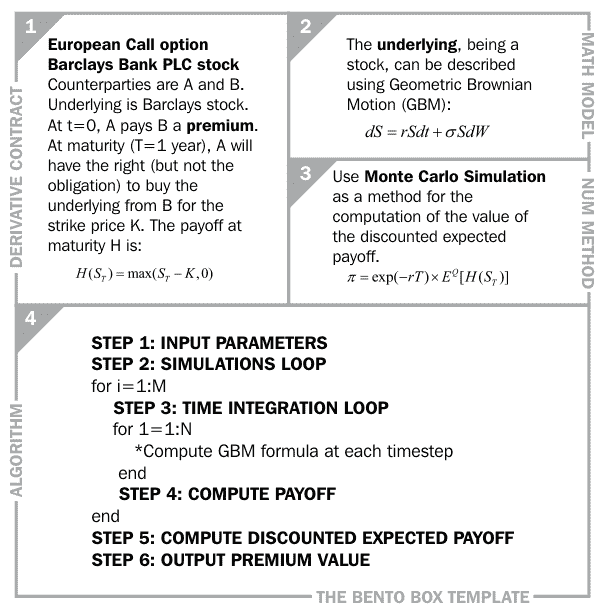 1
European Call option
Barclays Bank PLC stock
Counterparties are A and B.
Underlying is Barclays stock.
At t=0, A pays B a premium.
At maturity (T=1 year), A will
have the right (but not the
obligation) to buy the
underlying from B for the
strike price K. The payoff at
maturity H is:
H(S_T) = max(S_T − K, 0)
DERIVATIVE CONTRACT
2
The underlying, being a
stock, can be described
using Geometric Brownian
Motion (GBM):
dS = rSdt + σSdW
MATH MODEL
3
Use Monte Carlo Simulation
as a method for the
computation of the value of
the discounted expected
payoff.
π = exp(−rT) × E^Q[H(S_T)]
NUM METHOD
4
STEP 1: INPUT PARAMETERS
STEP 2: SIMULATIONS LOOP
for i=1:M
STEP 3: TIME INTEGRATION LOOP
for 1=1:N
*Compute GBM formula at each timestep
end
STEP 4: COMPUTE PAYOFF
end
STEP 5: COMPUTE DISCOUNTED EXPECTED PAYOFF
STEP 6: OUTPUT PREMIUM VALUE
ALGORITHM
THE BENTO BOX TEMPLATE